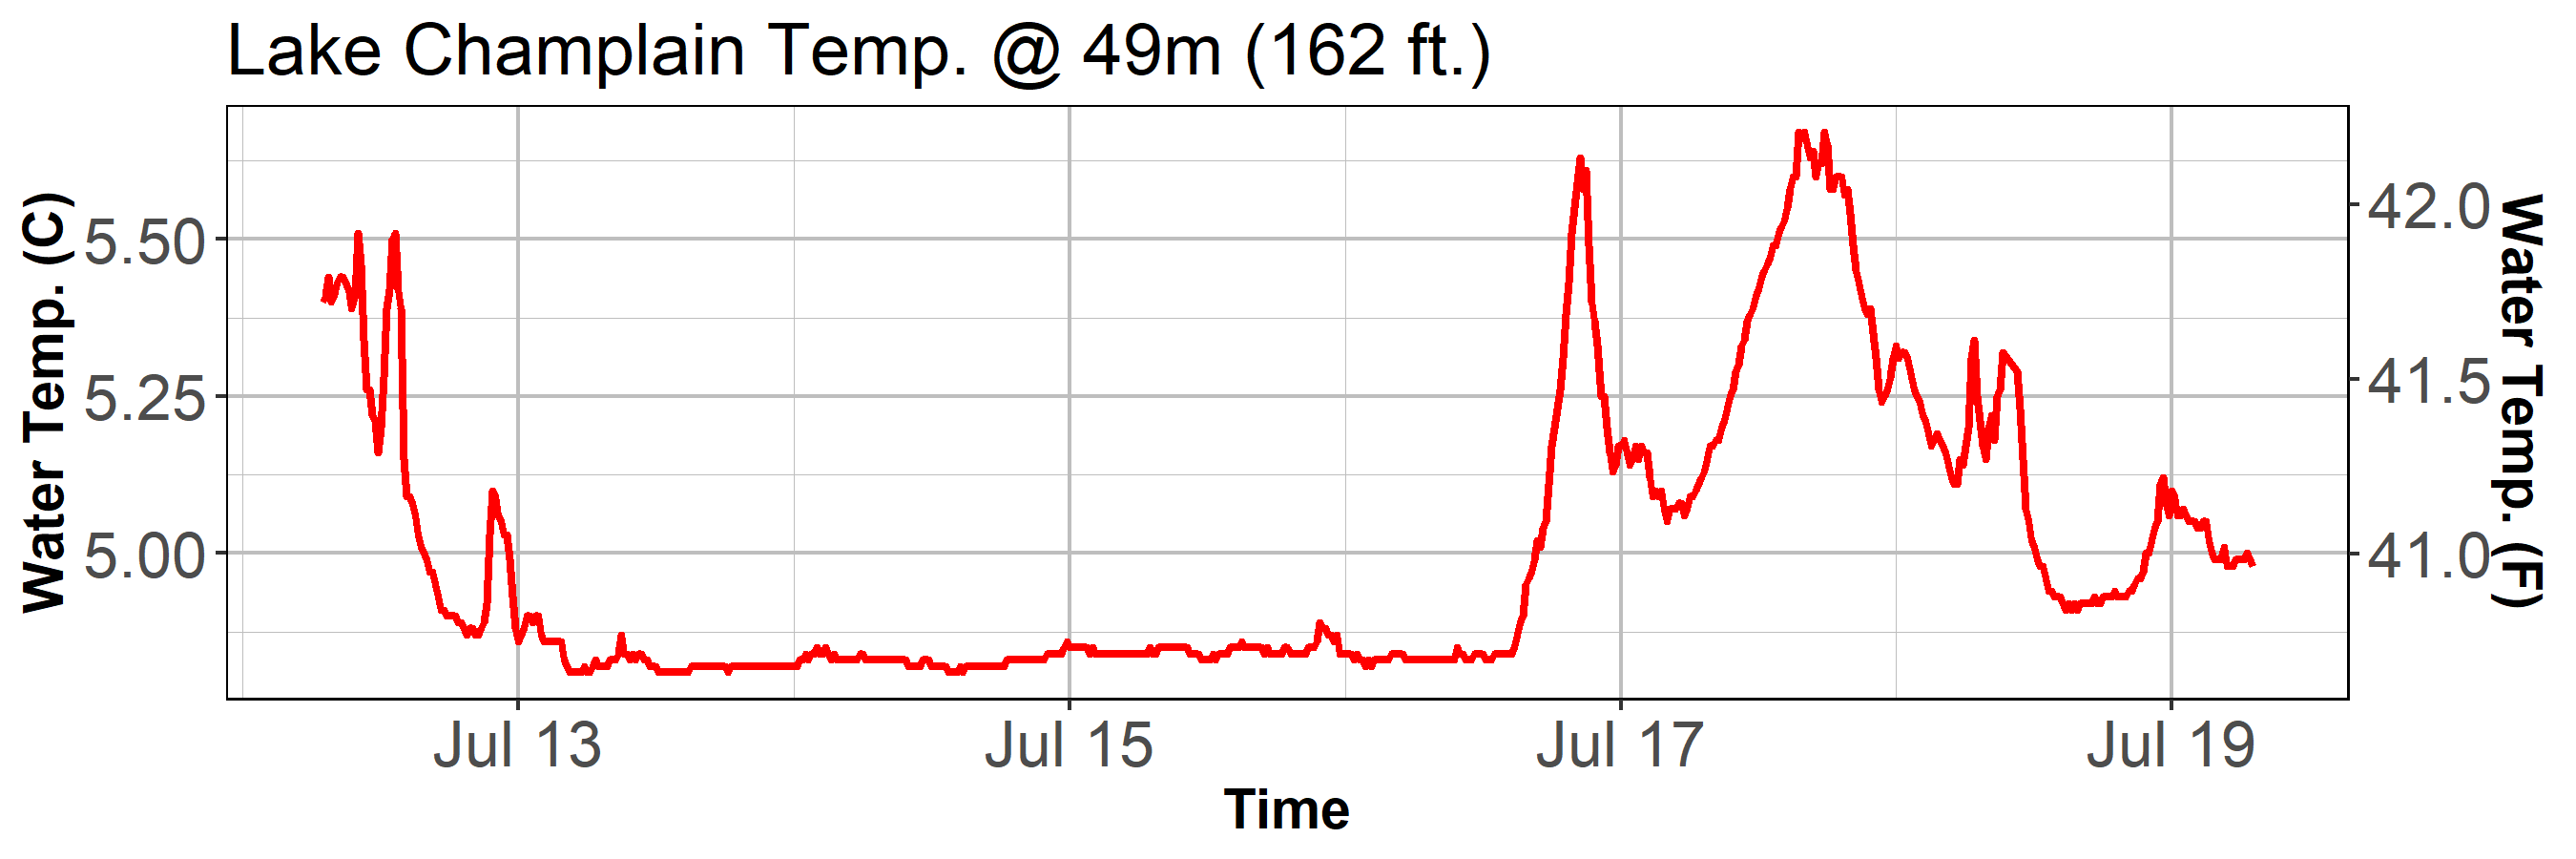 Lake Champlain Temp. @ 49m (162 ft.)
Water Temp. (C)
5.50
5.25
5.00
42.0
41.5
41.0
Water Temp. (F)
Jul 13
Jul 15
Jul 17
Jul 19
Time